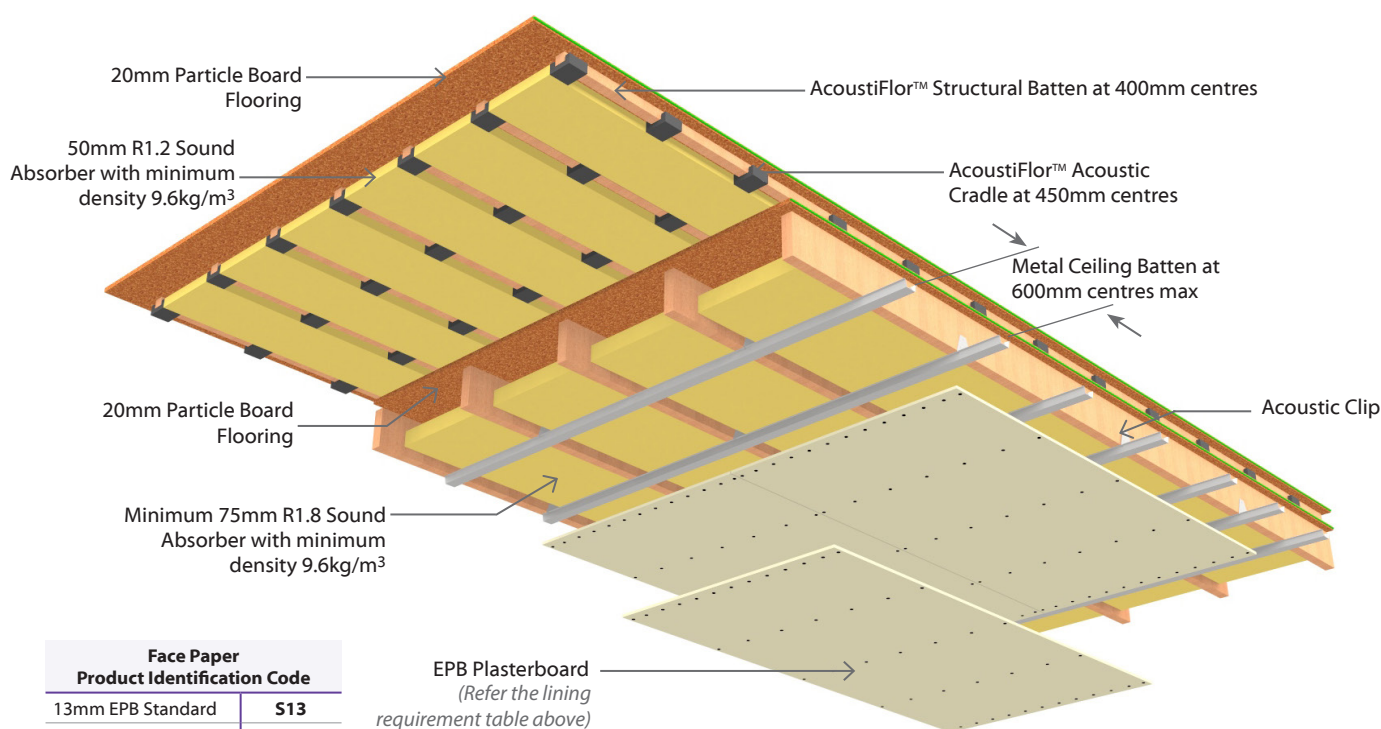 20mm Particle Board
Flooring
AcoustiFlor™ Structural Batten at 400mm centres
50mm R1.2 Sound
Absorber with minimum
density 9.6kg/m³
AcoustiFlor™ Acoustic
Cradle at 450mm centres
Metal Ceiling Batten at
600mm centres max
20mm Particle Board
Flooring
Acoustic Clip
Minimum 75mm R1.8 Sound
Absorber with minimum
density 9.6kg/m³
EPB Plasterboard
(Refer the lining
requirement table above)
Face Paper
Product Identification Code
13mm EPB Standard S13